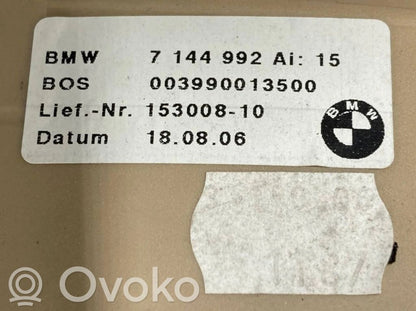 BMW 7 144 992 Ai: 15
BOS 003990013500
Lief.-Nr. 153008-10
Datum 18.08.06
BMW
Ovoko